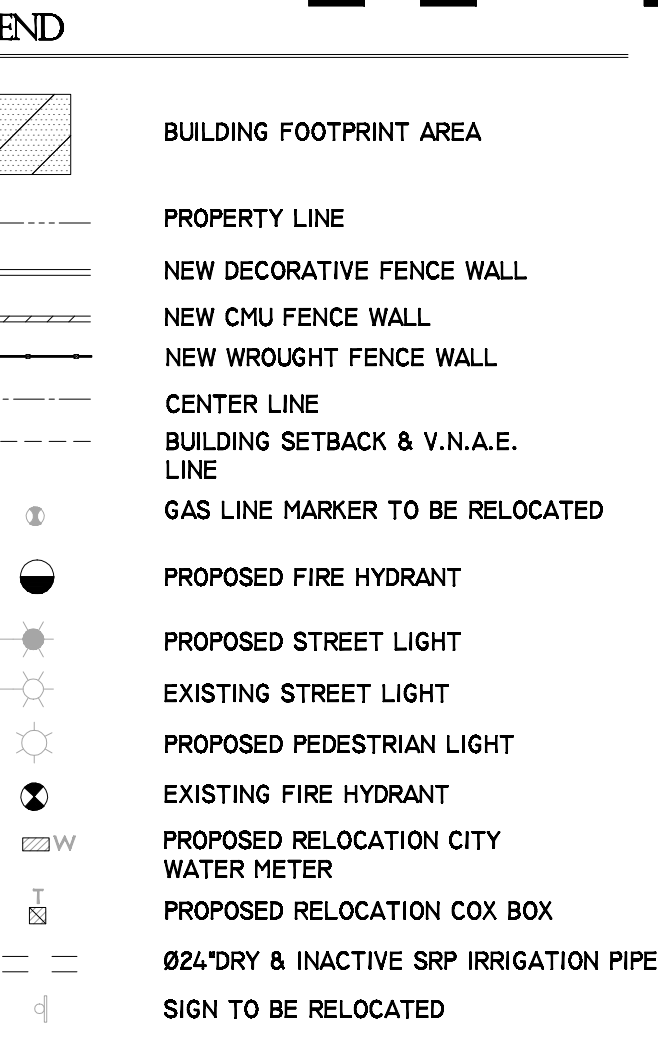 END
BUILDING FOOTPRINT AREA
PROPERTY LINE
NEW DECORATIVE FENCE WALL
NEW CMU FENCE WALL
NEW WROUGHT FENCE WALL
CENTER LINE
BUILDING SETBACK & V.N.A.E.
LINE
GAS LINE MARKER TO BE RELOCATED
PROPOSED FIRE HYDRANT
PROPOSED STREET LIGHT
EXISTING STREET LIGHT
PROPOSED PEDESTRIAN LIGHT
EXISTING FIRE HYDRANT
W PROPOSED RELOCATION CITY
WATER METER
T
PROPOSED RELOCATION COX BOX
Ø24"DRY & INACTIVE SRP IRRIGATION PIPE
SIGN TO BE RELOCATED